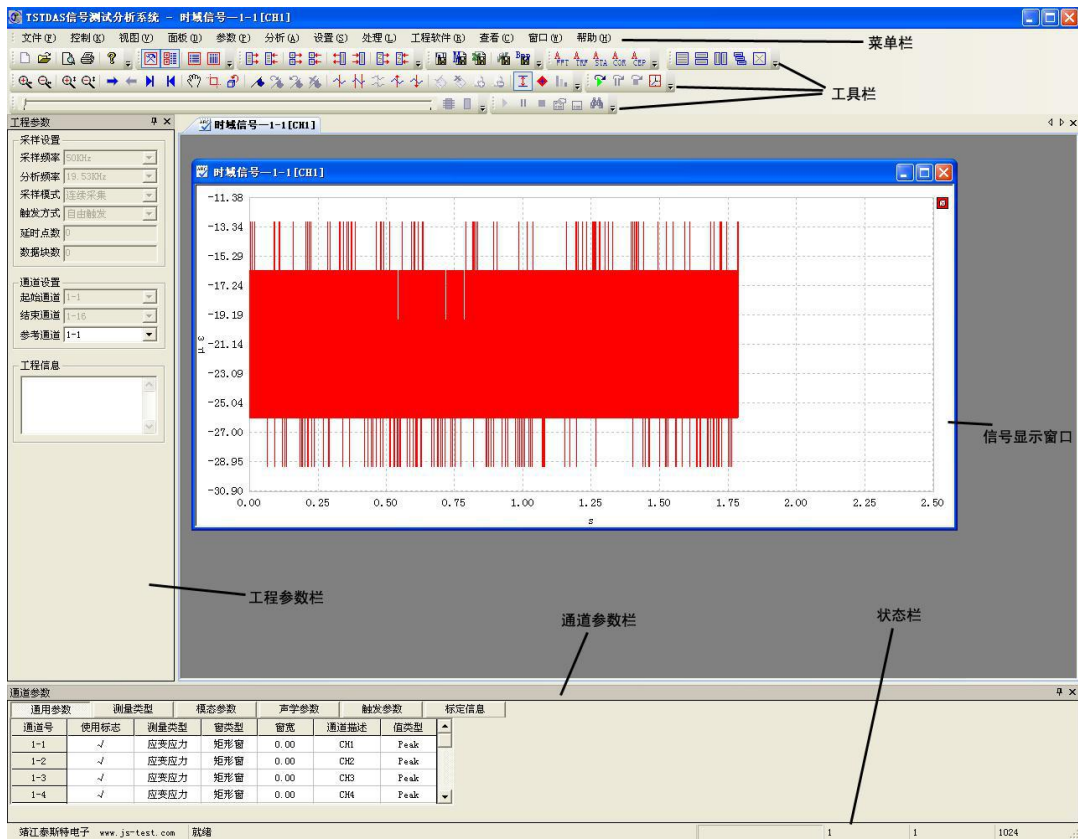 TSTDAS信号测试分析系统 - 时域信号—1-1[CH1]
文件(F) 控制(K) 视图(V) 面板(D) 参数(P) 分析(A) 设置(S) 处理(L) 工程软件(R) 查看(C) 窗口(W) 帮助(H)
菜单栏
FFT TRF STA COR CEP
工具栏
工程参数
时域信号—1-1[CH1]
采样设置
采样频率 50KHz
分析频率 19.53KHz
采样模式 连续采集
触发方式 自由触发
延时点数 0
数据块数 0
通道设置
起始通道 1-1
结束通道 1-16
参考通道 1-1
工程信息
时域信号—1-1[CH1]
-11.38
-13.34
-15.29
-17.24
-19.19
με
-21.14
-23.09
-25.04
-27.00
-28.95
-30.90
0.00 0.25 0.50 0.75 1.00 1.25 1.50 1.75 2.00 2.25 2.50
s
信号显示窗口
工程参数栏
通道参数栏
状态栏
通道参数
通用参数 测量类型 模态参数 声学参数 触发参数 标定信息
通道号 使用标志 测量类型 窗类型 窗宽 通道描述 值类型
1-1 √ 应变应力 矩形窗 0.00 CH1 Peak
1-2 √ 应变应力 矩形窗 0.00 CH2 Peak
1-3 √ 应变应力 矩形窗 0.00 CH3 Peak
1-4 √ 应变应力 矩形窗 0.00 CH4 Peak
靖江泰斯特电子 www.js-test.com 就绪 1 1 1024